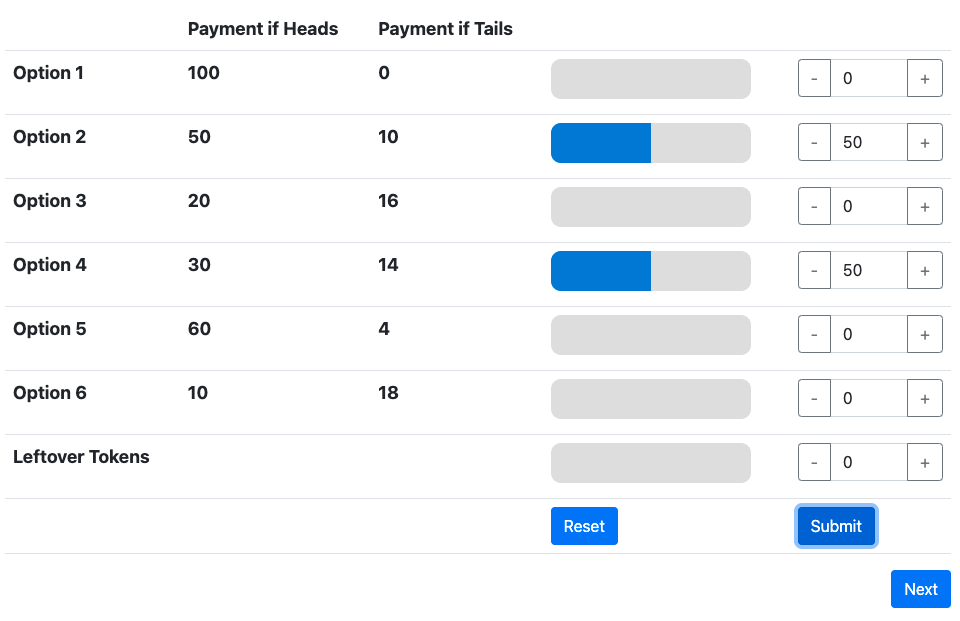 Payment if Heads Payment if Tails
Option 1 100 0 - 0 +
Option 2 50 10 - 50 +
Option 3 20 16 - 0 +
Option 4 30 14 - 50 +
Option 5 60 4 - 0 +
Option 6 10 18 - 0 +
Leftover Tokens - 0 +
Reset Submit
Next